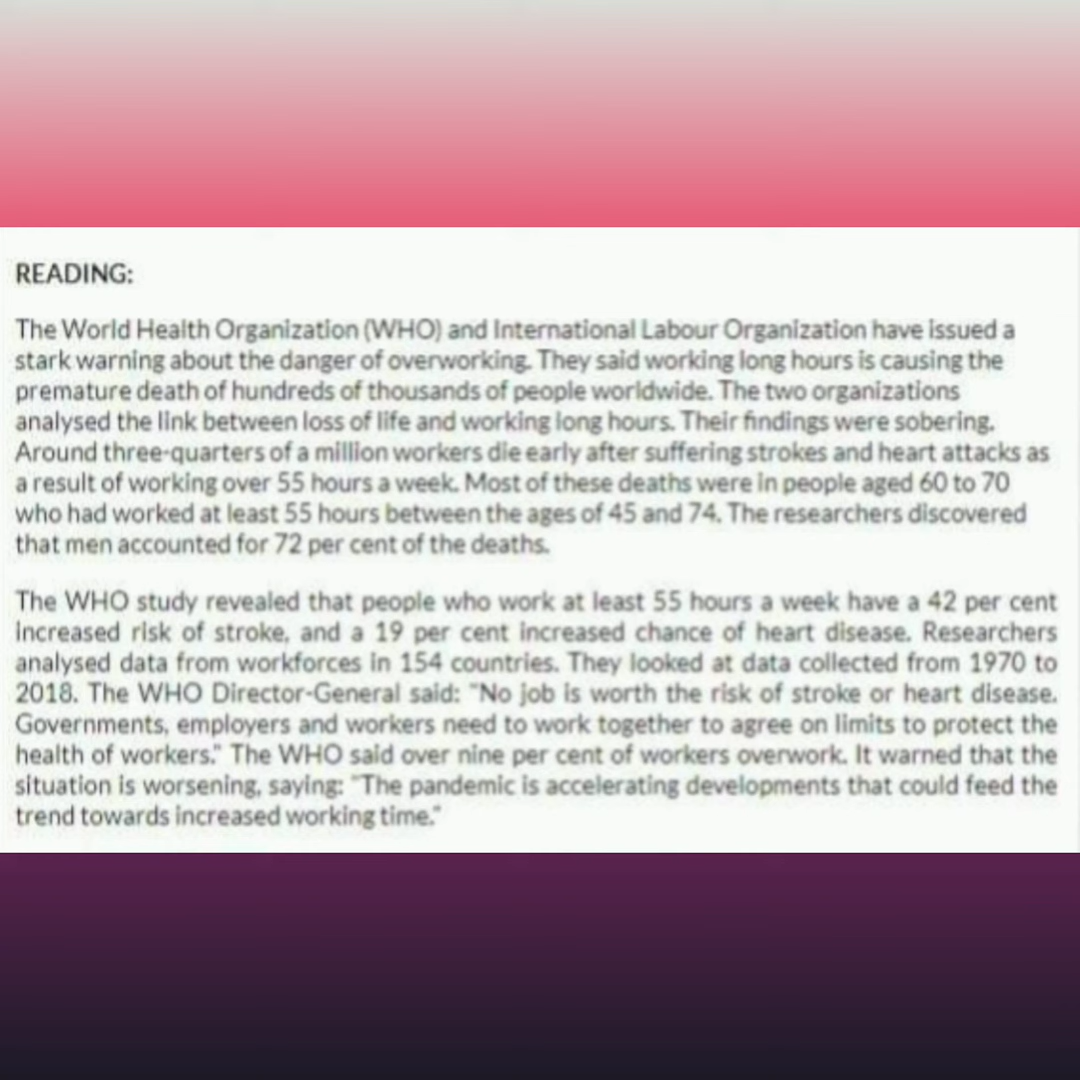 READING:
The World Health Organization (WHO) and International Labour Organization have issued a
stark warning about the danger of overworking. They said working long hours is causing the
premature death of hundreds of thousands of people worldwide. The two organizations
analysed the link between loss of life and working long hours. Their findings were sobering.
Around three-quarters of a million workers die early after suffering strokes and heart attacks as
a result of working over 55 hours a week. Most of these deaths were in people aged 60 to 70
who had worked at least 55 hours between the ages of 45 and 74. The researchers discovered
that men accounted for 72 per cent of the deaths.
The WHO study revealed that people who work at least 55 hours a week have a 42 per cent
increased risk of stroke, and a 19 per cent increased chance of heart disease. Researchers
analysed data from workforces in 154 countries. They looked at data collected from 1970 to
2018. The WHO Director-General said: "No job is worth the risk of stroke or heart disease.
Governments, employers and workers need to work together to agree on limits to protect the
health of workers." The WHO said over nine per cent of workers overwork. It warned that the
situation is worsening, saying: "The pandemic is accelerating developments that could feed the
trend towards increased working time."